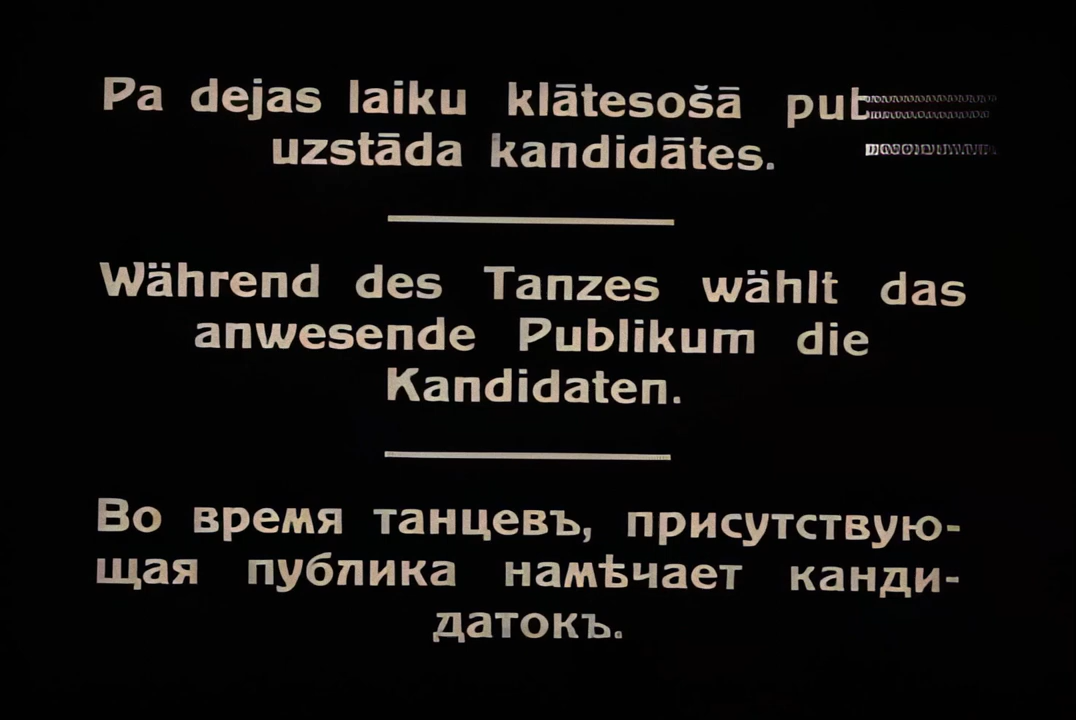 Pa dejas laiku klātesošā
uzstāda kandidātes.
Während des Tanzes wählt das
anwesende Publikum die
Kandidaten.
Во время танцевъ, присутствую-
щая публика намѣчает канди-
датокъ.